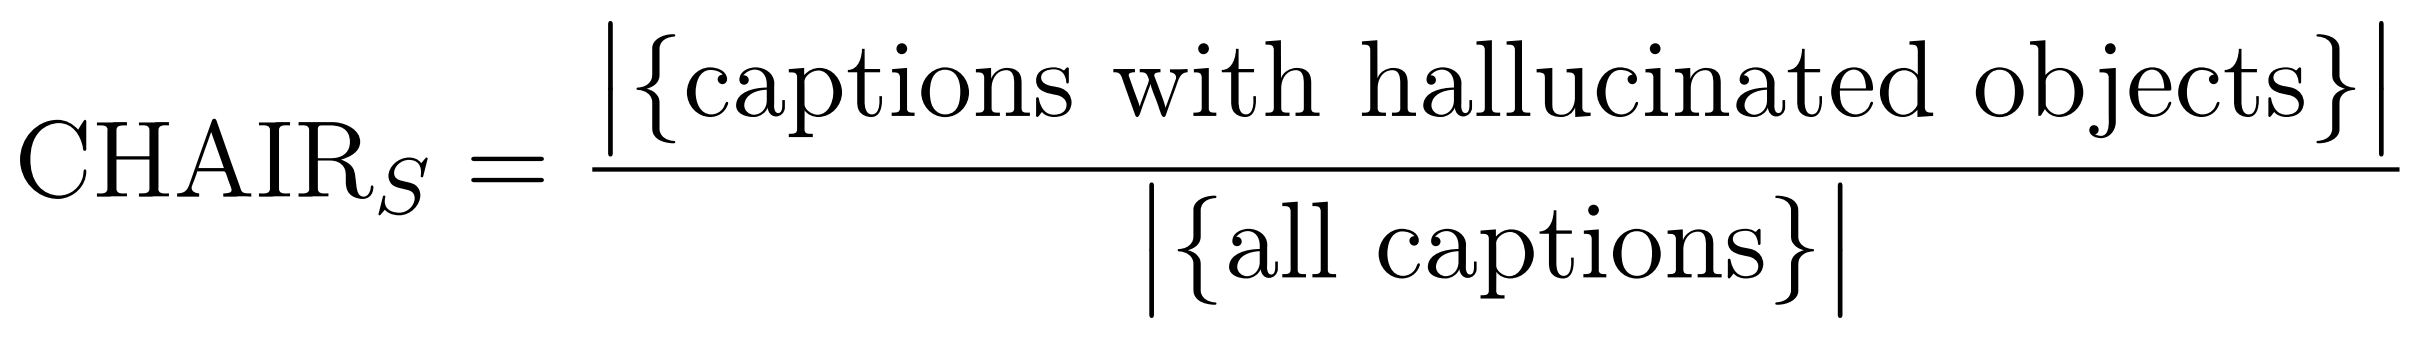 CHAIR_S = |{captions with hallucinated objects}|
|{all captions}|